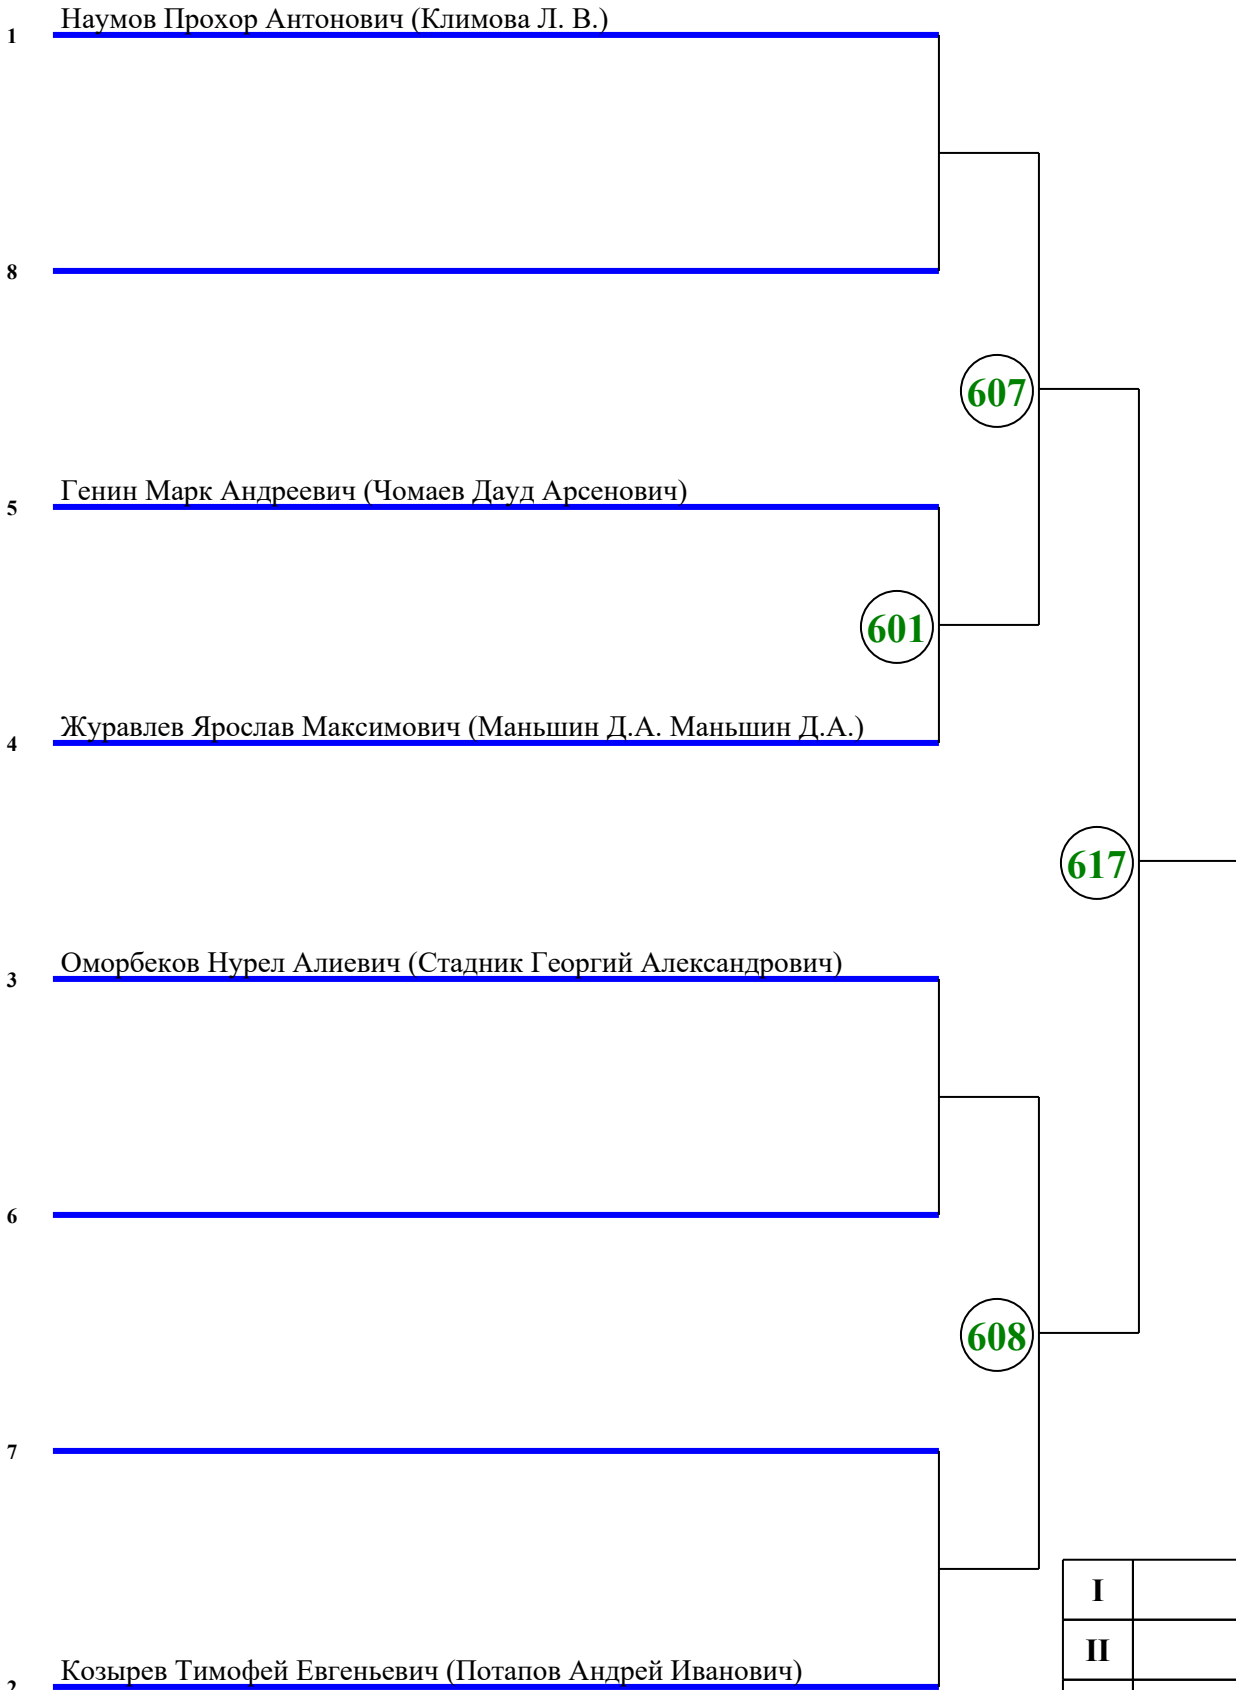 Наумов Прохор Антонович (Климова Л. В.)
1
8
607
Генин Марк Андреевич (Чомаев Дауд Арсенович)
5
601
Журавлев Ярослав Максимович (Маньшин Д.А. Маньшин Д.А.)
4
617
Оморбеков Нурел Алиевич (Стадник Георгий Александрович)
3
6
608
7
I
II
Козырев Тимофей Евгеньевич (Потапов Андрей Иванович)
2